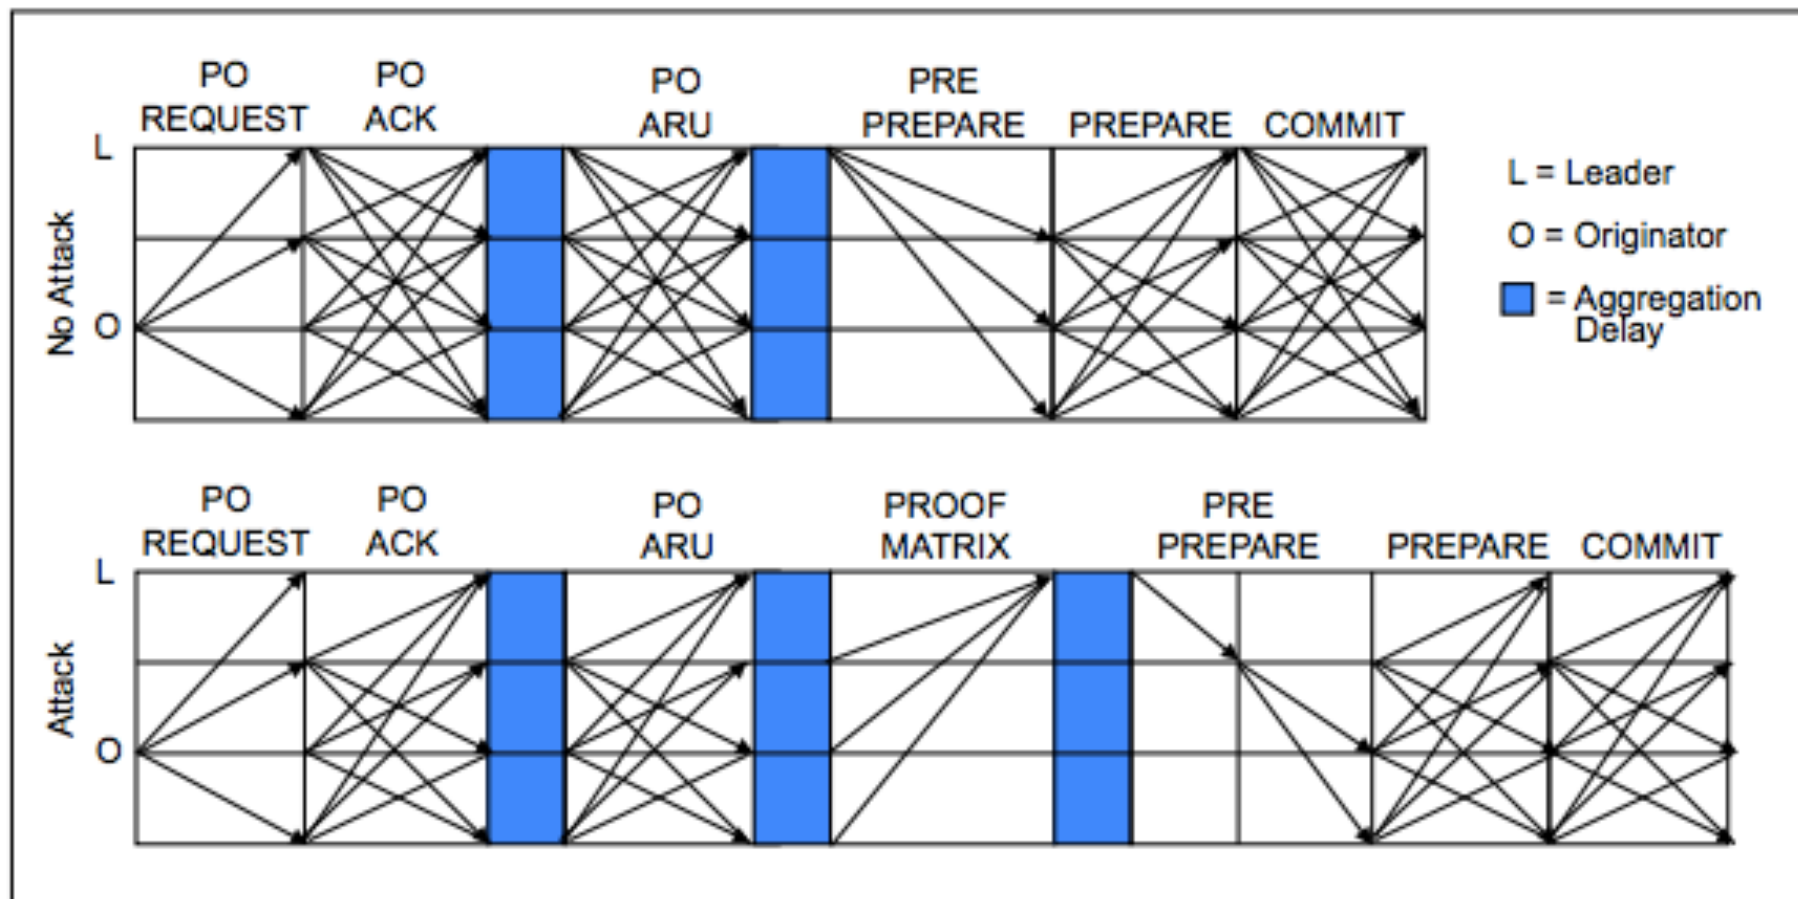 PO
REQUEST
PO
ACK
PO
ARU
PRE
PREPARE
PREPARE
COMMIT
L
O
No Attack
L = Leader
O = Originator
= Aggregation
Delay
PO
REQUEST
PO
ACK
PO
ARU
PROOF
MATRIX
PRE
PREPARE
PREPARE
COMMIT
L
O
Attack